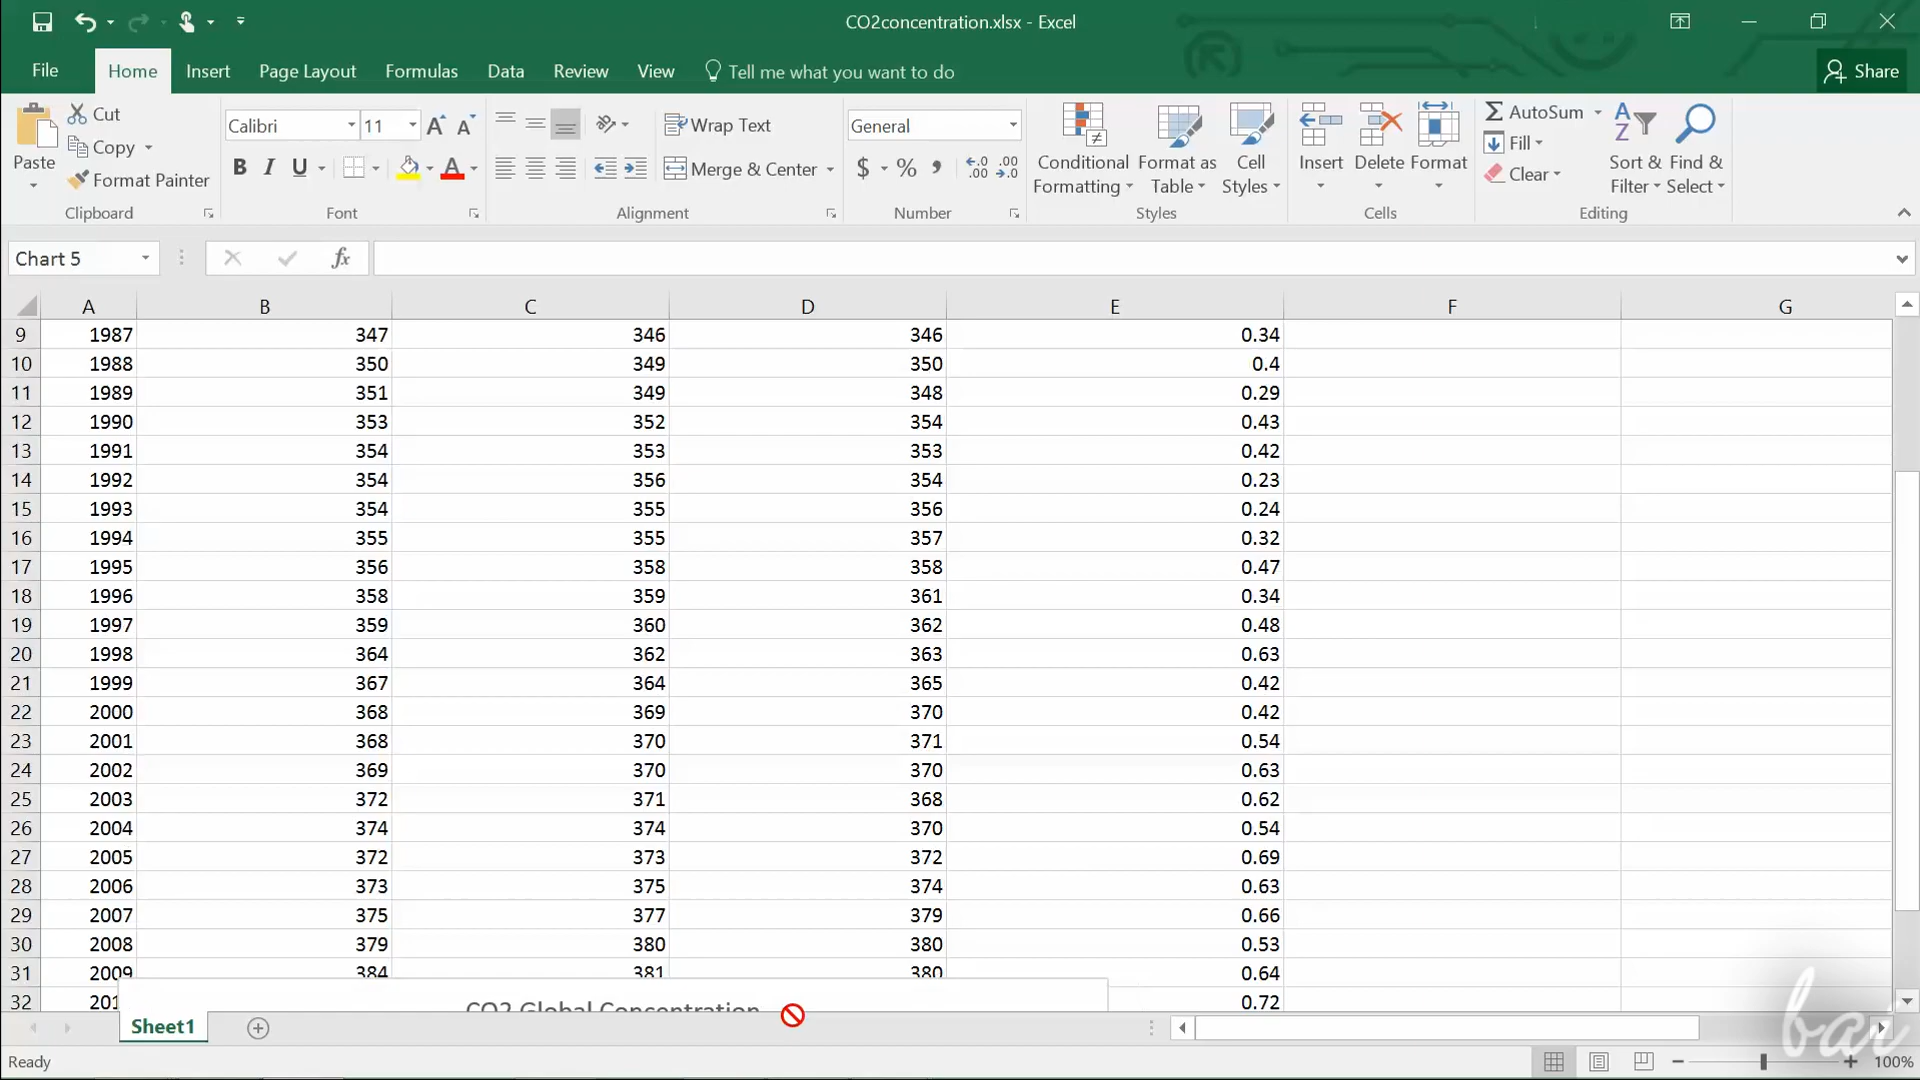 CO2concentration.xlsx - Excel
File Home Insert Page Layout Formulas Data Review View Tell me what you want to do Share
Paste Cut Copy Format Painter
Clipboard
Calibri 11
B I U A
Font
Wrap Text
Merge & Center
Alignment
General
$ % , .0 .00 .00 .0
Number
Conditional Formatting Format as Table Cell Styles
Styles
Insert Delete Format
Cells
AutoSum Fill Clear
Sort & Filter Find & Select
Editing
Chart 5 fx
A B C D E F G
9 1987 347 346 346 0.34
10 1988 350 349 350 0.4
11 1989 351 349 348 0.29
12 1990 353 352 354 0.43
13 1991 354 353 353 0.42
14 1992 354 356 354 0.23
15 1993 354 355 356 0.24
16 1994 355 355 357 0.32
17 1995 356 358 358 0.47
18 1996 358 359 361 0.34
19 1997 359 360 362 0.48
20 1998 364 362 363 0.63
21 1999 367 364 365 0.42
22 2000 368 369 370 0.42
23 2001 368 370 371 0.54
24 2002 369 370 370 0.63
25 2003 372 371 368 0.62
26 2004 374 374 370 0.54
27 2005 372 373 372 0.69
28 2006 373 375 374 0.63
29 2007 375 377 379 0.66
30 2008 379 380 380 0.53
31 2009 384 381 380 0.64
32 201 0.72
CO2 Global Concentration
Sheet1
Ready 100%